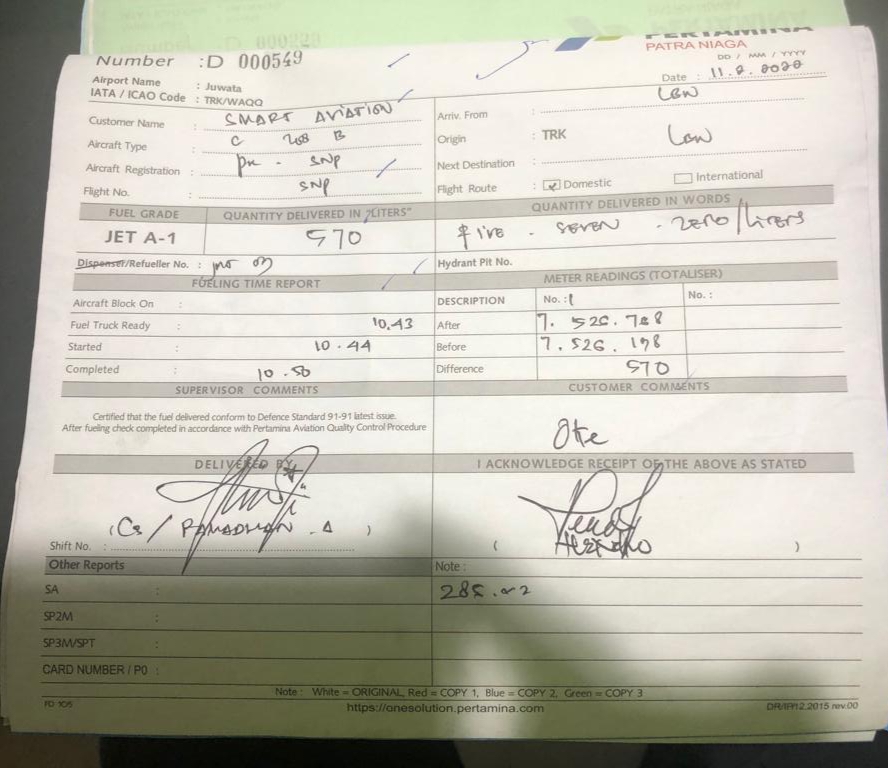 PERTAMINA
PATRA NIAGA
Number : D 000549
DD / MM / YYYY
Date : 11.2.2020
Airport Name : Juwata
IATA / ICAO Code : TRK/WAQQ
Customer Name : SMART AVIATION
Aircraft Type : C 208 B
Aircraft Registration : PK - SNP
Flight No. : SNP
Arriv. From : LBW
Origin : TRK
Next Destination : LBW
Flight Route : Domestic International
FUEL GRADE QUANTITY DELIVERED IN "LITERS" QUANTITY DELIVERED IN WORDS
JET A-1 570 five - seven - zero/liters
Dispenser/Refueller No. : Hydrant Pit No.
FUELING TIME REPORT METER READINGS (TOTALISER)
Aircraft Block On : DESCRIPTION No. : 1 No. :
Fuel Truck Ready : 10.43 After 7. 526. 768
Started : 10.44 Before 7. 526. 198
Completed : 10.50 Difference 570
SUPERVISOR COMMENTS CUSTOMER COMMENTS
Certified that the fuel delivered conform to Defence Standard 91-91 latest issue.
After fueling check completed in accordance with Pertamina Aviation Quality Control Procedure
Oke
DELIVERED BY I ACKNOWLEDGE RECEIPT OF THE ABOVE AS STATED
(Cs / RAMADHAN . A )
Shift No. : ( )
Other Reports Note :
SA :
SP2M :
SP3M/SPT :
CARD NUMBER / PO :
Note : White = ORIGINAL, Red = COPY 1, Blue = COPY 2, Green = COPY 3
FD 105 https://onesolution.pertamina.com DR/IP/12.2015 rev.00